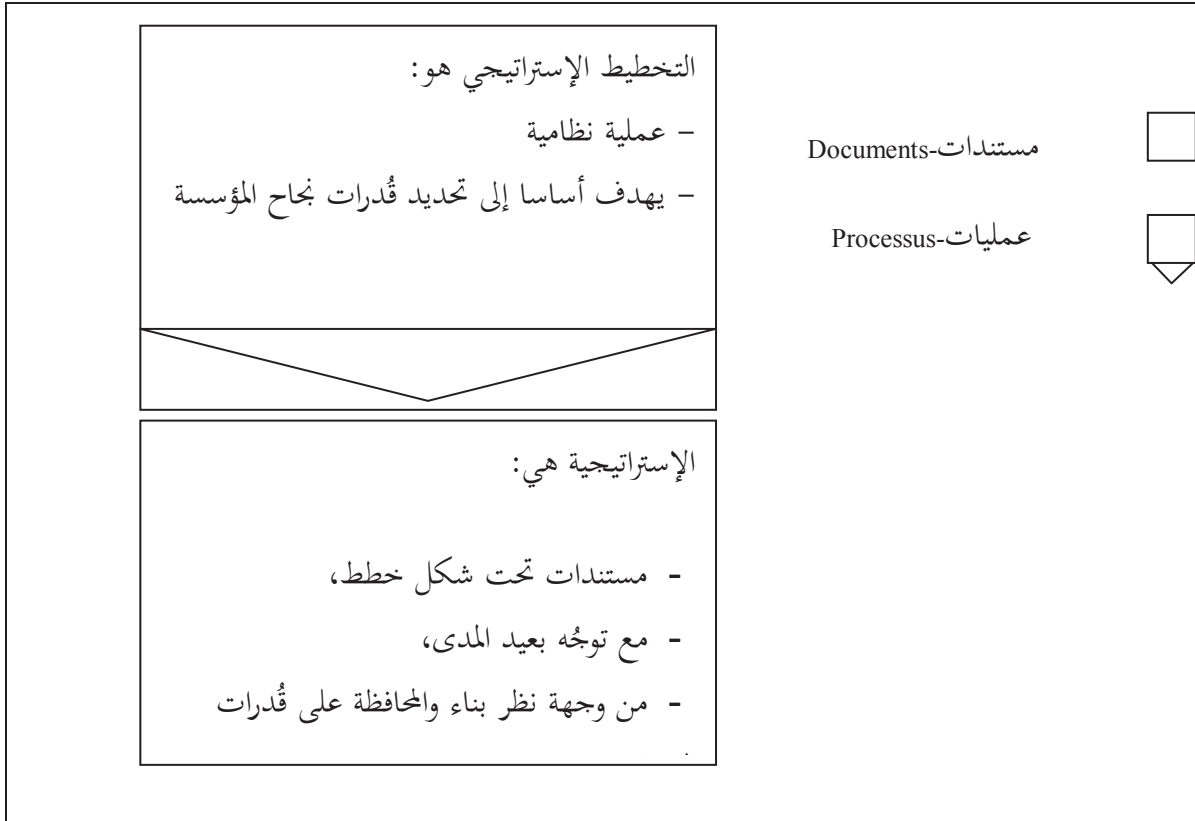 التخطيط الإستراتيجي هو:
– عملية نظامية
– يهدف أساسا إلى تحديد قُدرات نجاح المؤسسة
مستندات-Documents
عمليات-Processus
الإستراتيجية هي:
- مستندات تحت شكل خطط،
- مع توجُه بعيد المدى،
- من وجهة نظر بناء والمحافظة على قُدرات